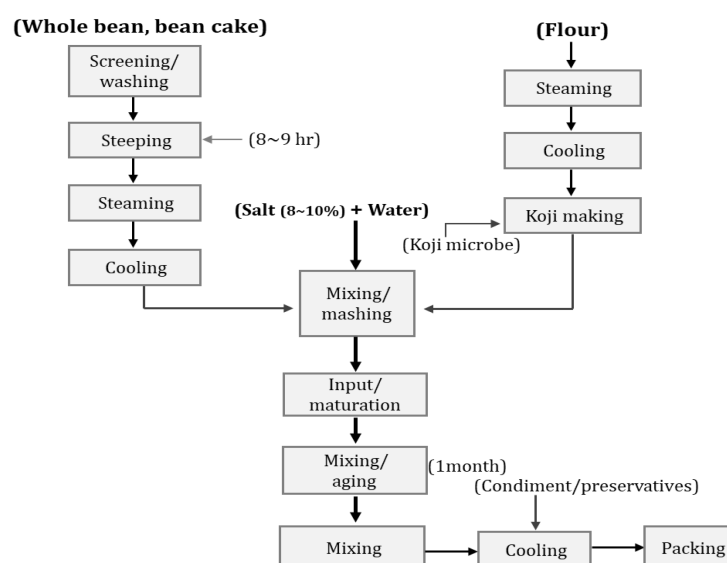 (Whole bean, bean cake)
Screening/
washing
Steeping
(8~9 hr)
Steaming
Cooling
(Flour)
Steaming
Cooling
Koji making
(Koji microbe)
(Salt (8~10%) + Water)
Mixing/
mashing
Input/
maturation
Mixing/
aging
(1month)
(Condiment/preservatives)
Mixing
Cooling
Packing